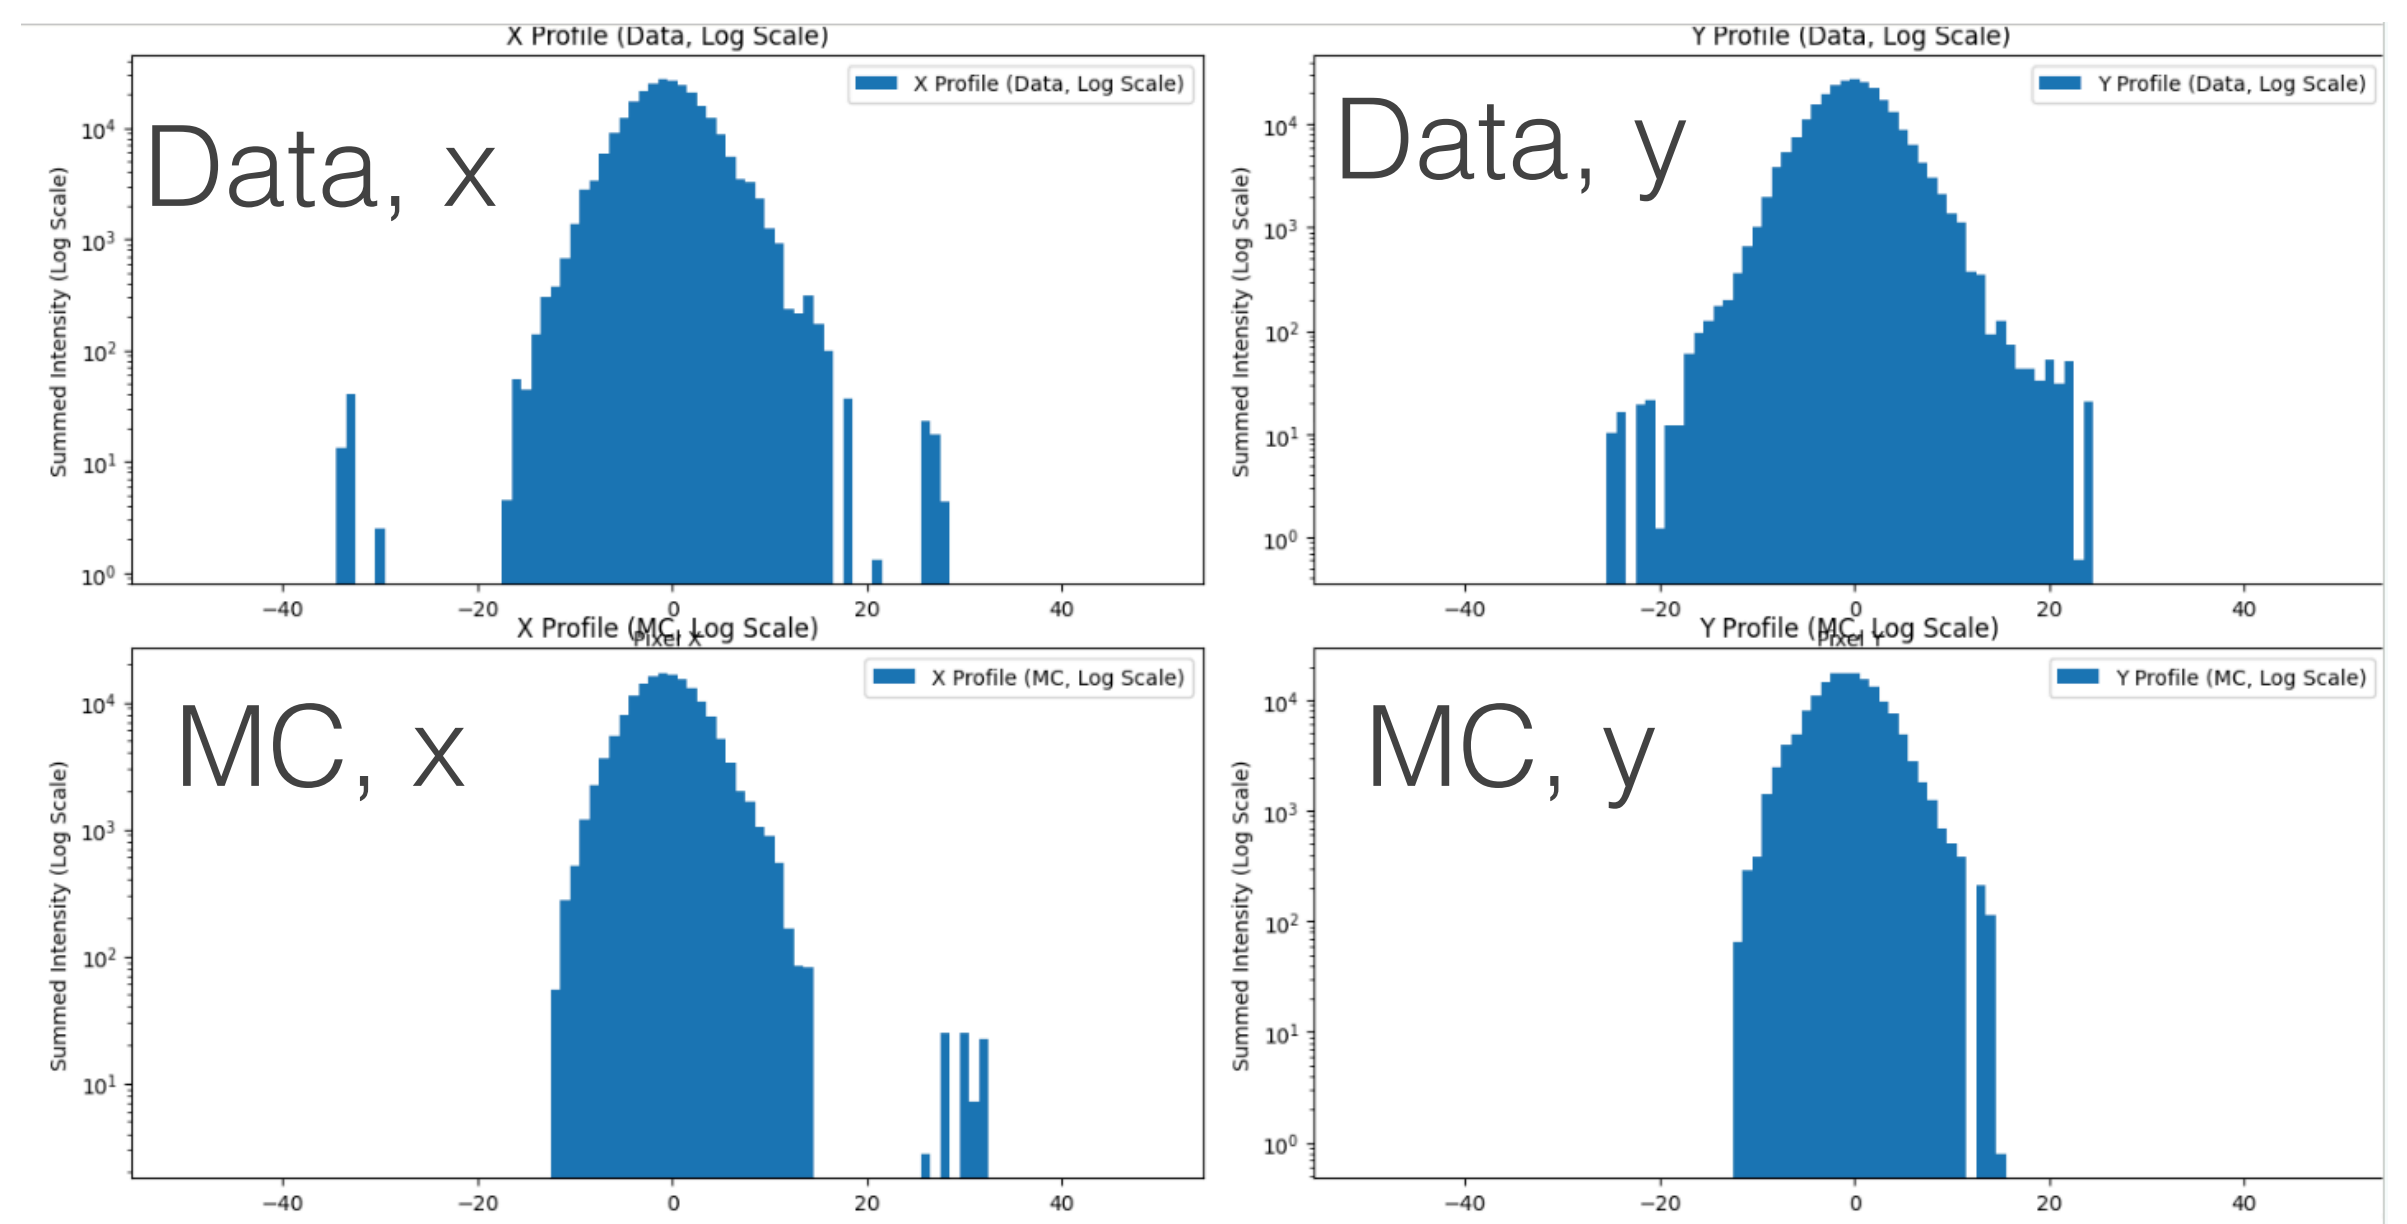 X Profile (Data, Log Scale)
X Profile (Data, Log Scale)
Data, x
Summed Intensity (Log Scale)
10⁴
10³
10²
10¹
10⁰
−40 −20 0 20 40
Pixel X
Y Profile (Data, Log Scale)
Y Profile (Data, Log Scale)
Data, y
Summed Intensity (Log Scale)
10⁴
10³
10²
10¹
10⁰
−40 −20 0 20 40
Pixel Y
X Profile (MC, Log Scale)
X Profile (MC, Log Scale)
MC, x
Summed Intensity (Log Scale)
10⁴
10³
10²
10¹
−40 −20 0 20 40
Y Profile (MC, Log Scale)
Y Profile (MC, Log Scale)
MC, y
Summed Intensity (Log Scale)
10⁴
10³
10²
10¹
10⁰
−40 −20 0 20 40